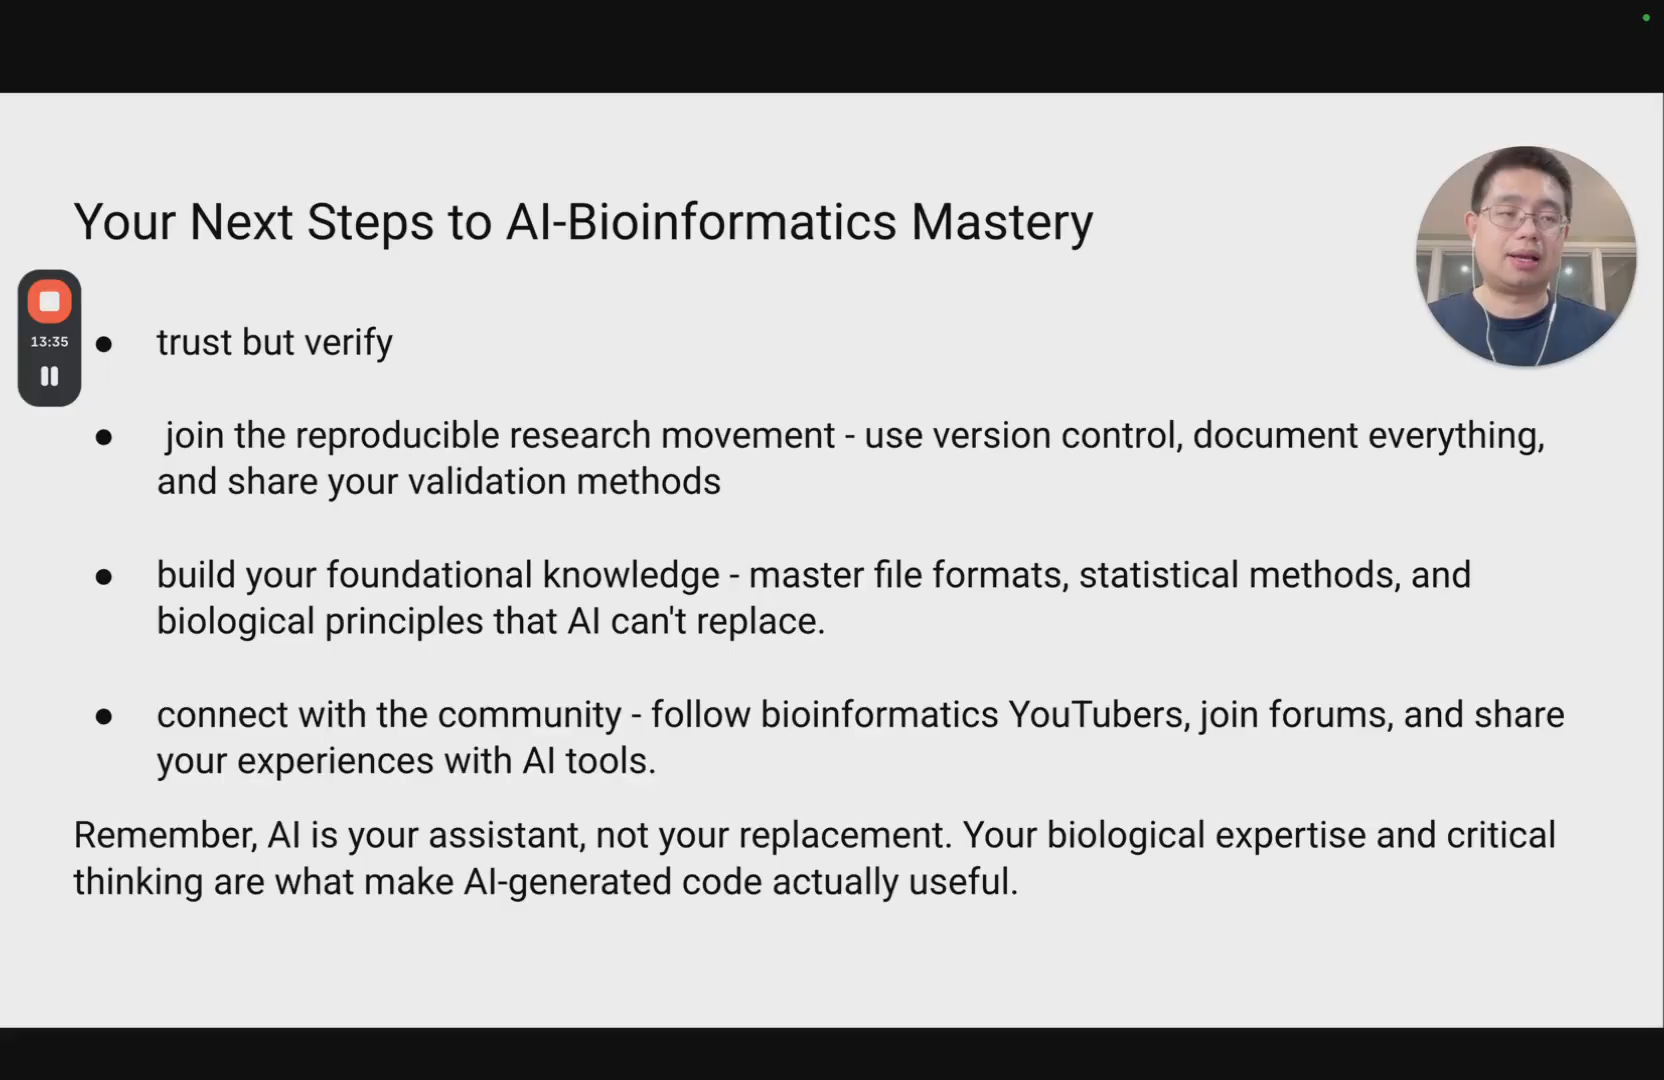 Your Next Steps to AI-Bioinformatics Mastery
13:35
● trust but verify
● join the reproducible research movement - use version control, document everything,
and share your validation methods
● build your foundational knowledge - master file formats, statistical methods, and
biological principles that AI can't replace.
● connect with the community - follow bioinformatics YouTubers, join forums, and share
your experiences with AI tools.
Remember, AI is your assistant, not your replacement. Your biological expertise and critical
thinking are what make AI-generated code actually useful.